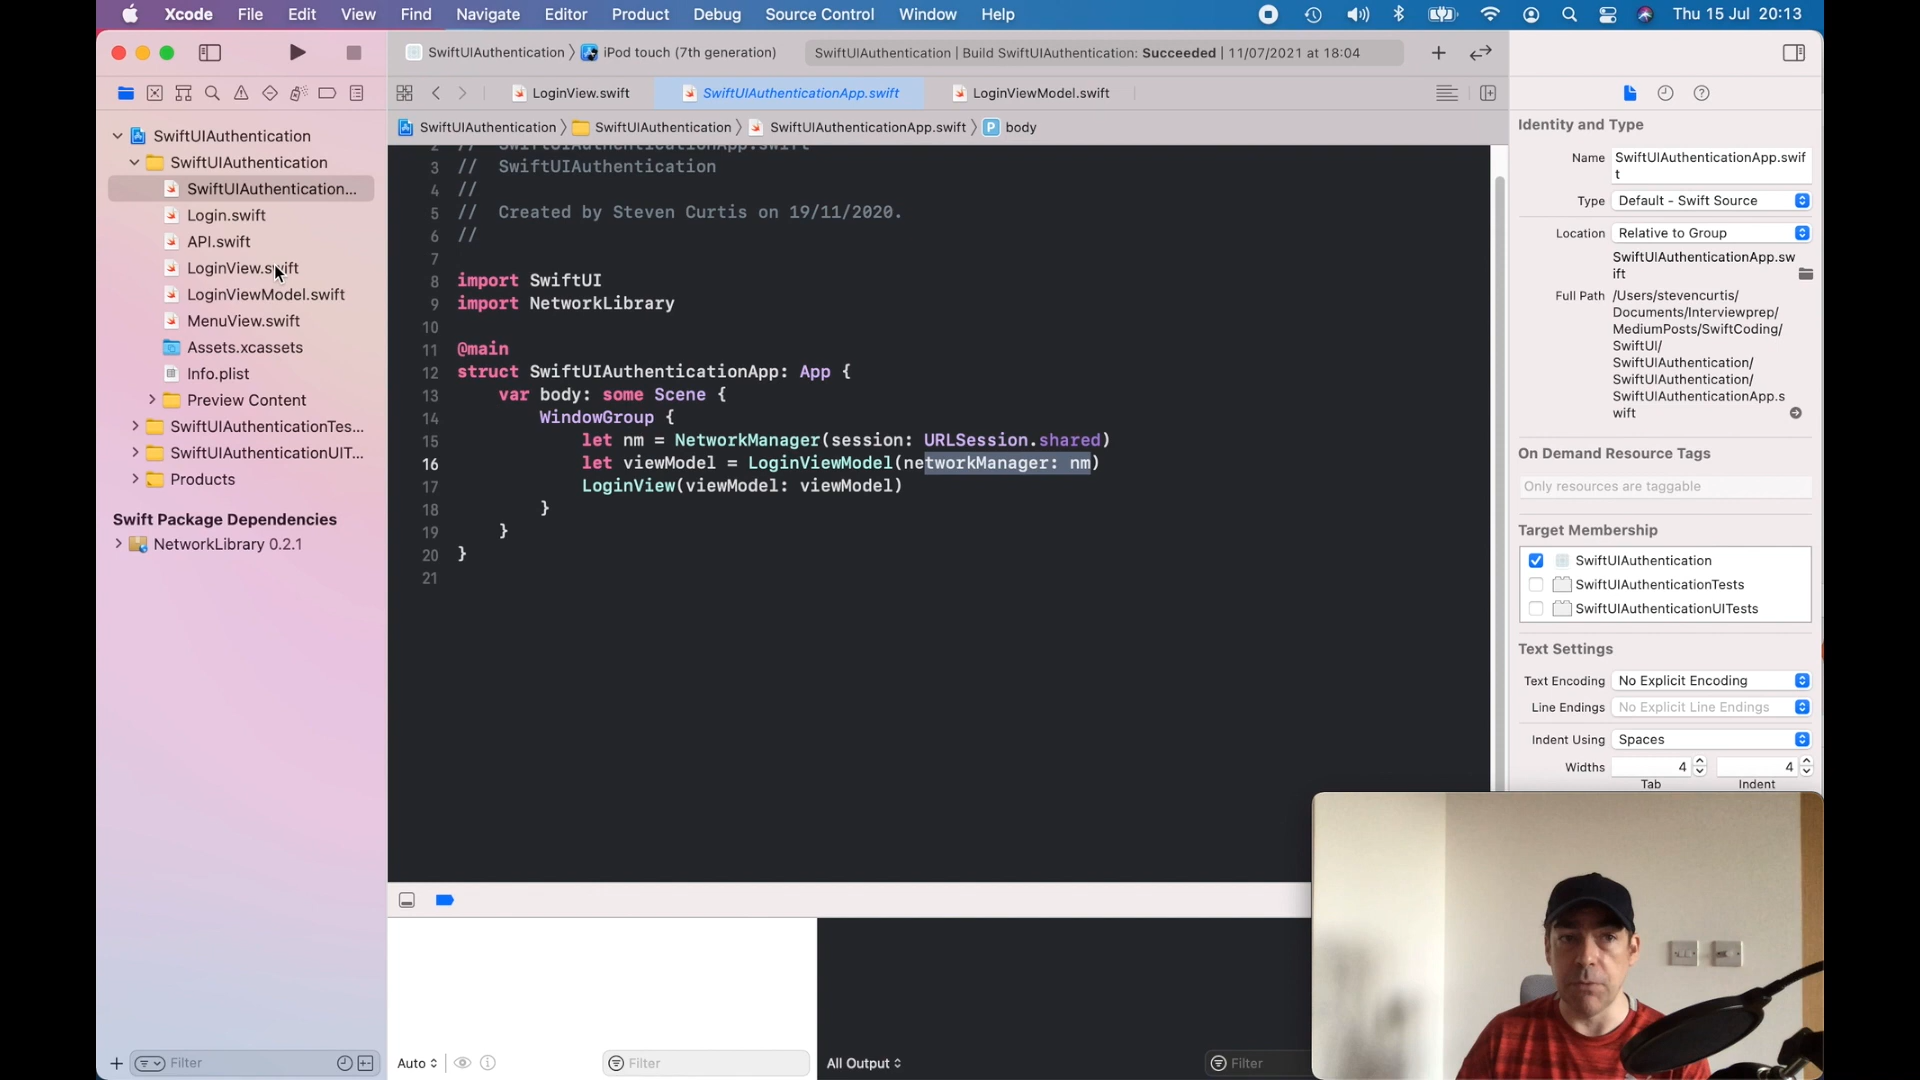 Xcode File Edit View Find Navigate Editor Product Debug Source Control Window Help Thu 15 Jul 20:13
SwiftUIAuthentication iPod touch (7th generation) SwiftUIAuthentication | Build SwiftUIAuthentication: Succeeded | 11/07/2021 at 18:04
LoginView.swift SwiftUIAuthenticationApp.swift LoginViewModel.swift
SwiftUIAuthentication SwiftUIAuthentication SwiftUIAuthenticationApp.swift P body
SwiftUIAuthentication
SwiftUIAuthentication
SwiftUIAuthentication...
Login.swift
API.swift
LoginView.swift
LoginViewModel.swift
MenuView.swift
Assets.xcassets
Info.plist
Preview Content
SwiftUIAuthenticationTes...
SwiftUIAuthenticationUIT...
Products
Swift Package Dependencies
NetworkLibrary 0.2.1
Filter
2 // SwiftUIAuthenticationApp.swift
3 // SwiftUIAuthentication
4 //
5 // Created by Steven Curtis on 19/11/2020.
6 //
7
8 import SwiftUI
9 import NetworkLibrary
10
11 @main
12 struct SwiftUIAuthenticationApp: App {
13 var body: some Scene {
14 WindowGroup {
15 let nm = NetworkManager(session: URLSession.shared)
16 let viewModel = LoginViewModel(networkManager: nm)
17 LoginView(viewModel: viewModel)
18 }
19 }
20 }
21
Auto Filter
All Output Filter
Identity and Type
Name SwiftUIAuthenticationApp.swif
t
Type Default - Swift Source
Location Relative to Group
SwiftUIAuthenticationApp.sw
ift
Full Path /Users/stevencurtis/
Documents/Interviewprep/
MediumPosts/SwiftCoding/
SwiftUI/
SwiftUIAuthentication/
SwiftUIAuthentication/
SwiftUIAuthenticationApp.s
wift
On Demand Resource Tags
Only resources are taggable
Target Membership
SwiftUIAuthentication
SwiftUIAuthenticationTests
SwiftUIAuthenticationUITests
Text Settings
Text Encoding No Explicit Encoding
Line Endings No Explicit Line Endings
Indent Using Spaces
Widths 4 4
Tab Indent